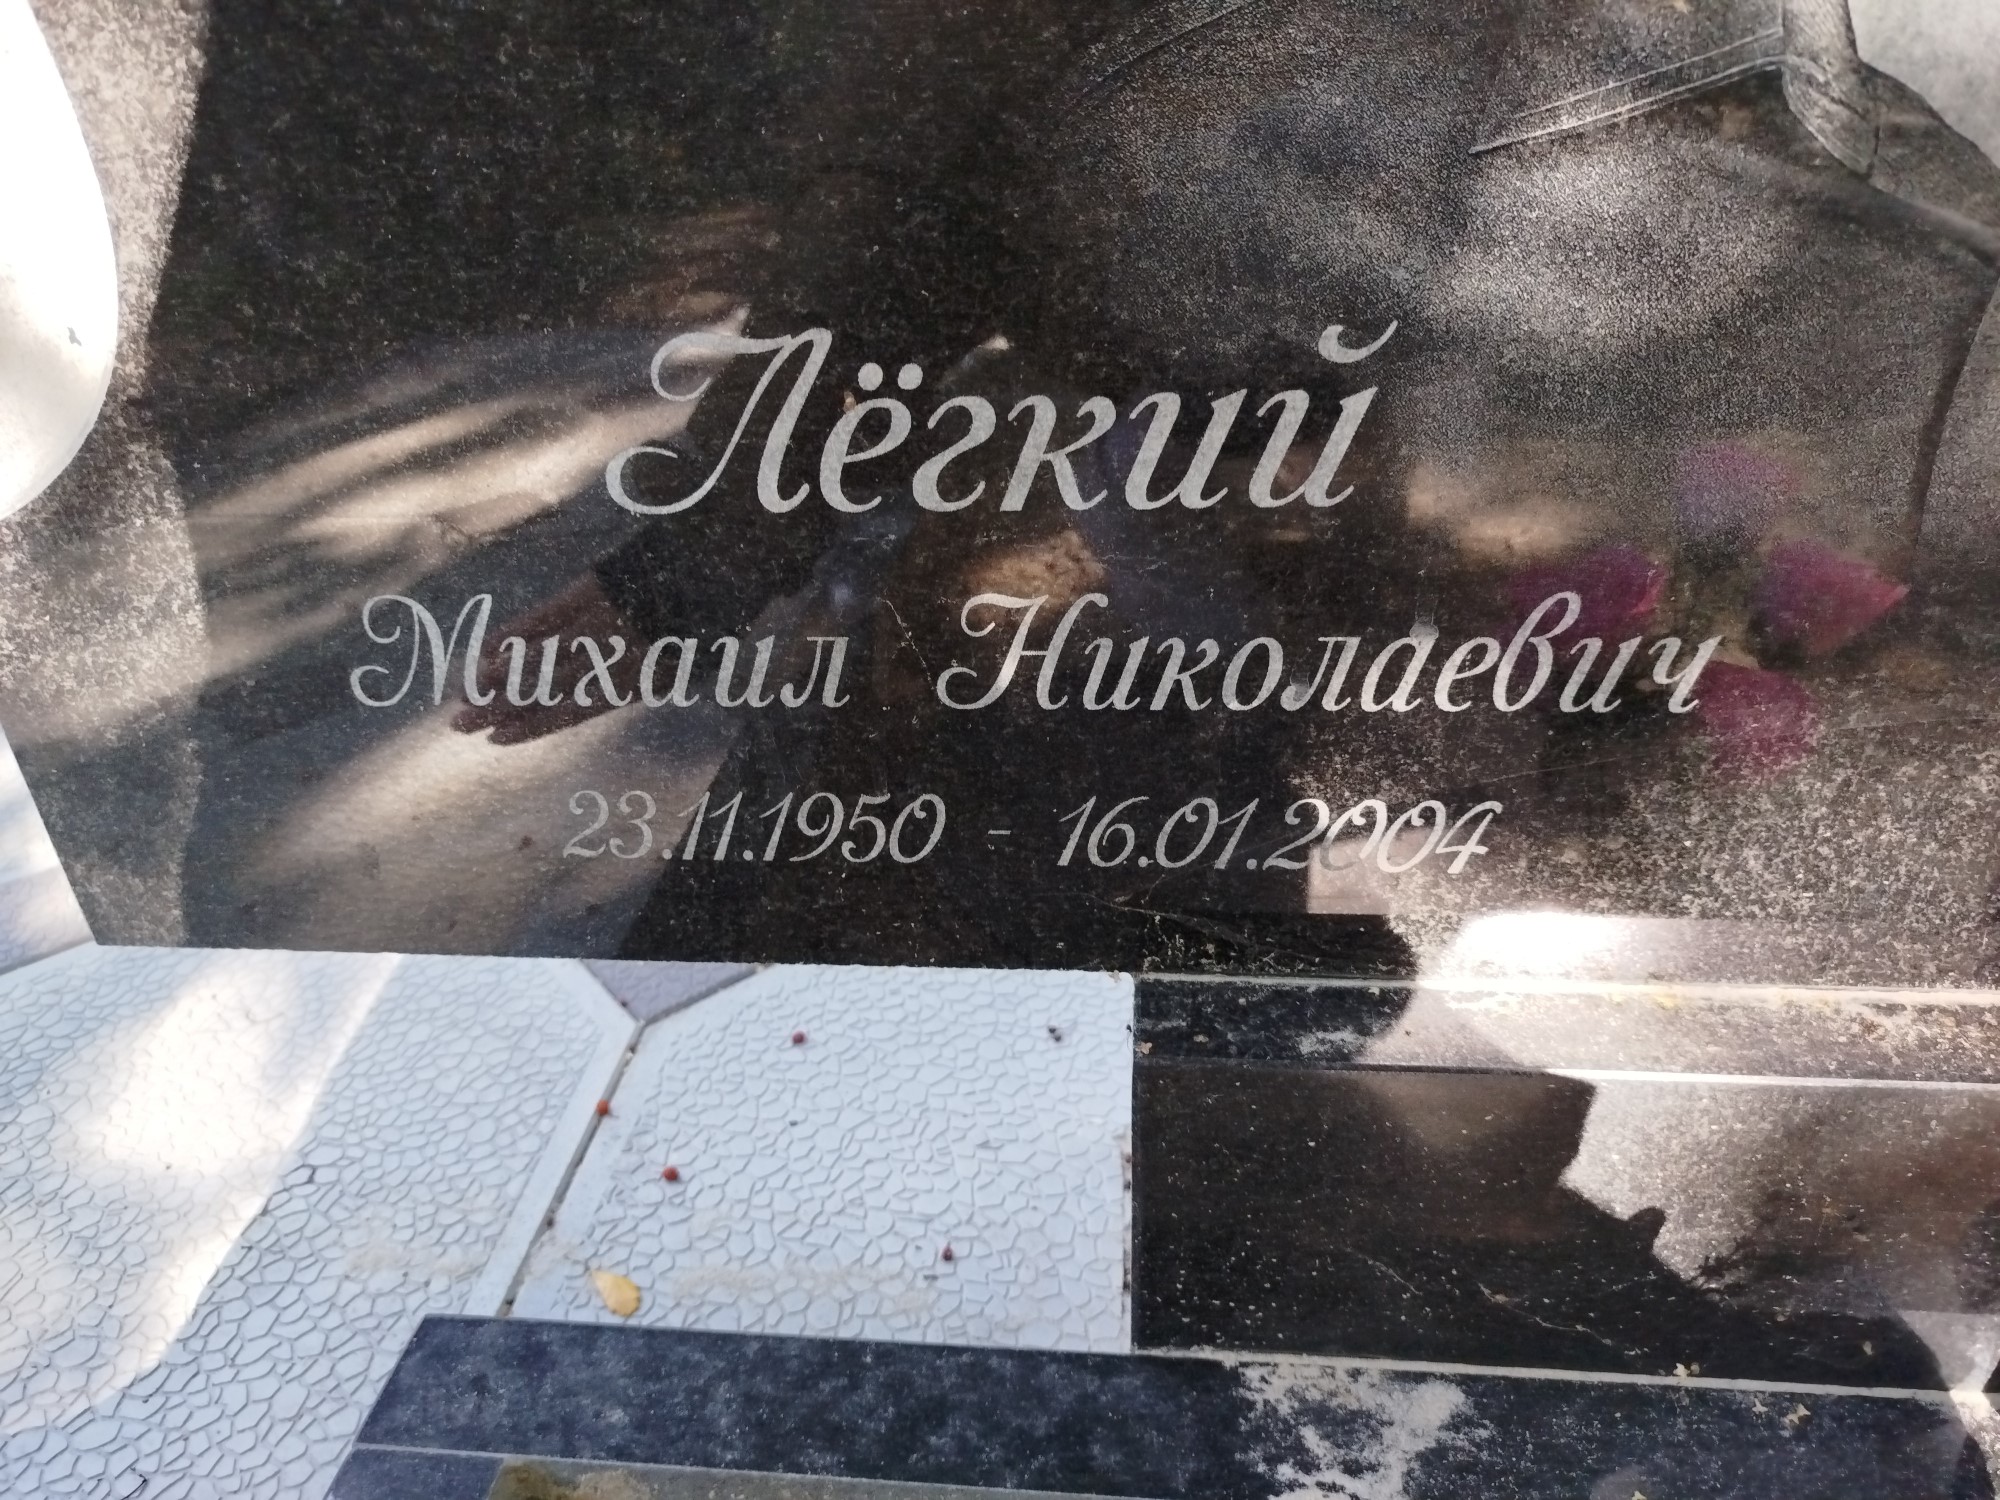 Лёгкий
Михаил Николаевич
23.11.1950 - 16.01.2004